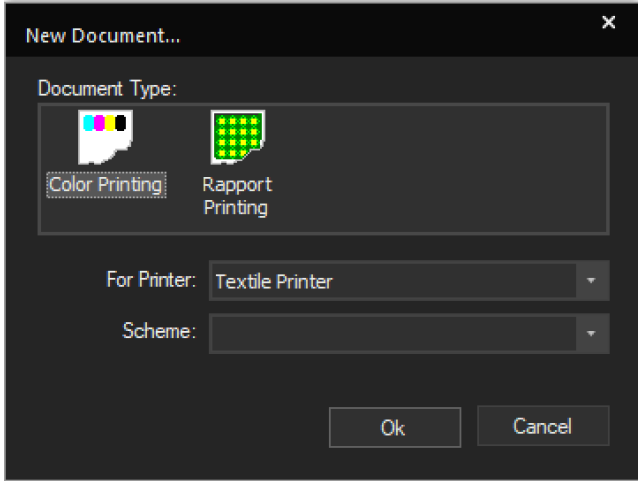 New Document...
Document Type:
Color Printing
Rapport
Printing
For Printer: Textile Printer
Scheme:
Ok Cancel